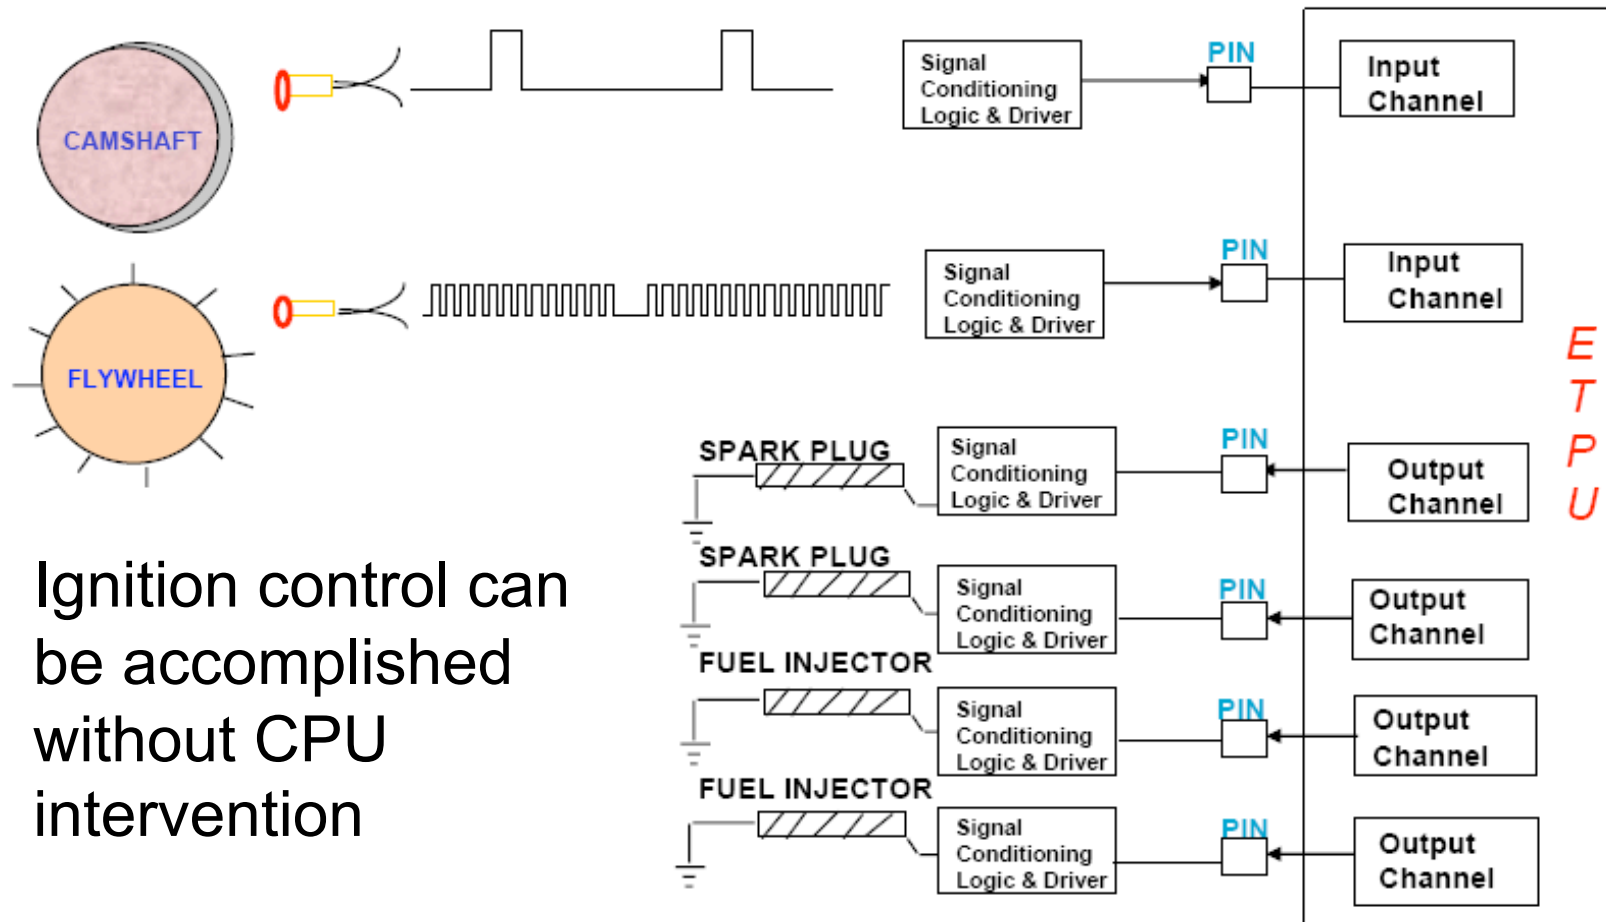 CAMSHAFT
Signal
Conditioning
Logic & Driver
PIN
Input
Channel
FLYWHEEL
Signal
Conditioning
Logic & Driver
PIN
Input
Channel
E
T
P
U
SPARK PLUG
Signal
Conditioning
Logic & Driver
PIN
Output
Channel
SPARK PLUG
Signal
Conditioning
Logic & Driver
PIN
Output
Channel
FUEL INJECTOR
Signal
Conditioning
Logic & Driver
PIN
Output
Channel
FUEL INJECTOR
Signal
Conditioning
Logic & Driver
PIN
Output
Channel
Ignition control can
be accomplished
without CPU
intervention